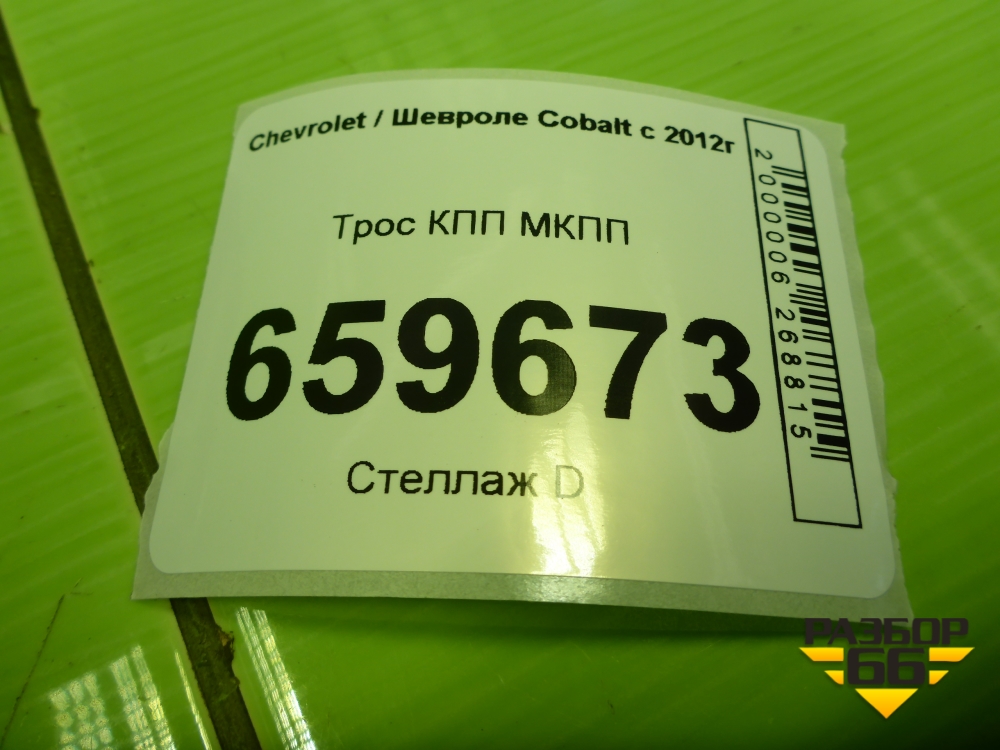 Chevrolet / Шевроле Cobalt с 2012г
Трос КПП МКПП
659673
Стеллаж D
2000006268815
РАЗБОР
66